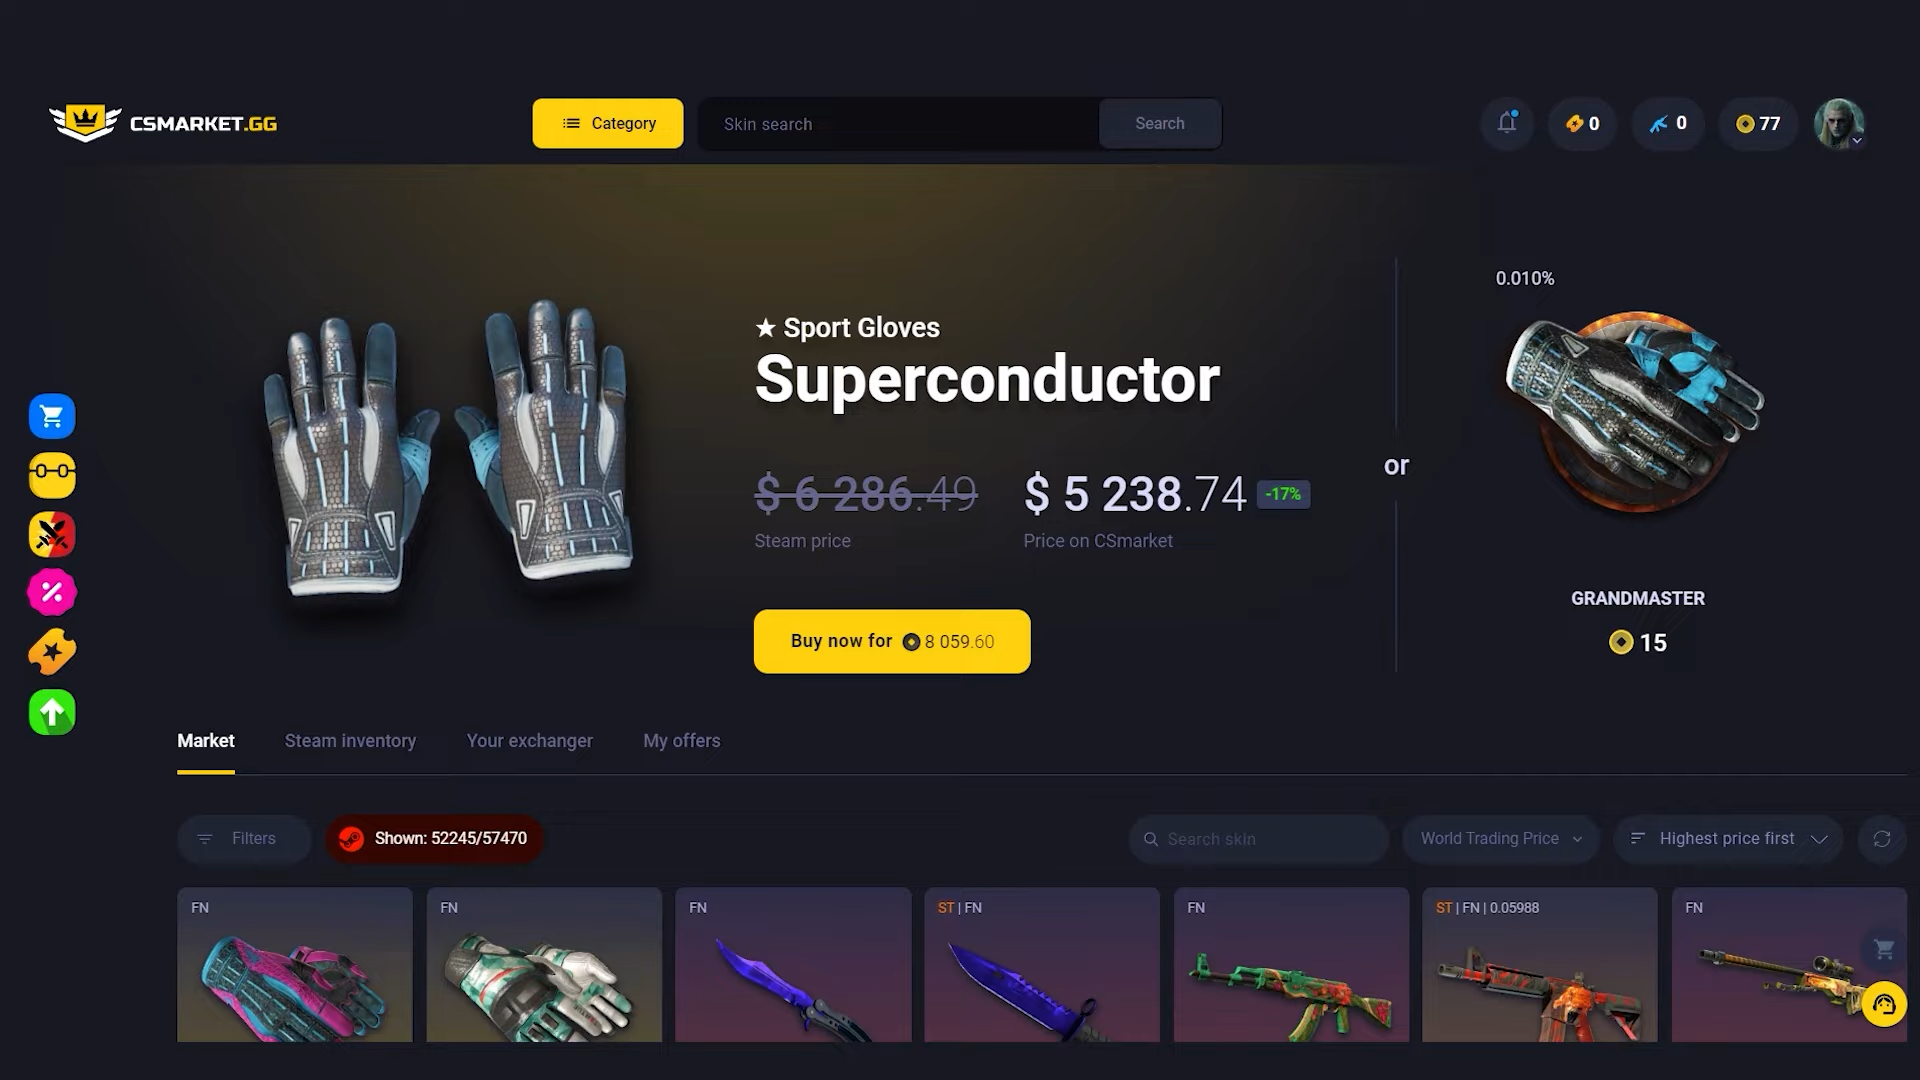 CSMARKET.GG
Category
Skin search
Search
0
0
77
★ Sport Gloves
Superconductor
$ 6 286.49
Steam price
$ 5 238.74
-17%
Price on CSmarket
Buy now for 8 059.60
or
0.010%
GRANDMASTER
15
Market
Steam inventory
Your exchanger
My offers
Filters
Shown: 52245/57470
Search skin
World Trading Price
Highest price first
FN
FN
FN
ST | FN
FN
ST | FN | 0.05988
FN